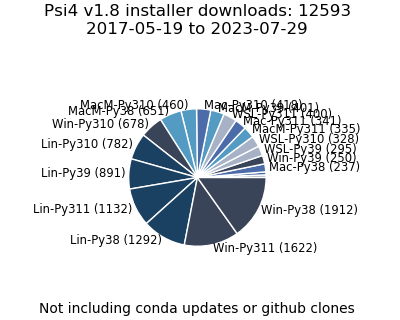 Psi4 v1.8 installer downloads: 12593
2017-05-19 to 2023-07-29
MacM-Py310 (460)
Mac-Py310
MacM-Py39 (401)
MacM-Py38 (651)
WSL-Py311 (400)
Win-Py310 (678)
Mac-Py311 (341)
MacM-Py311 (335)
Lin-Py310 (782)
WSL-Py310 (328)
WSL-Py39 (295)
Win-Py39 (250)
Lin-Py39 (891)
Mac-Py38 (237)
Lin-Py311 (1132)
Win-Py38 (1912)
Lin-Py38 (1292)
Win-Py311 (1622)
Not including conda updates or github clones